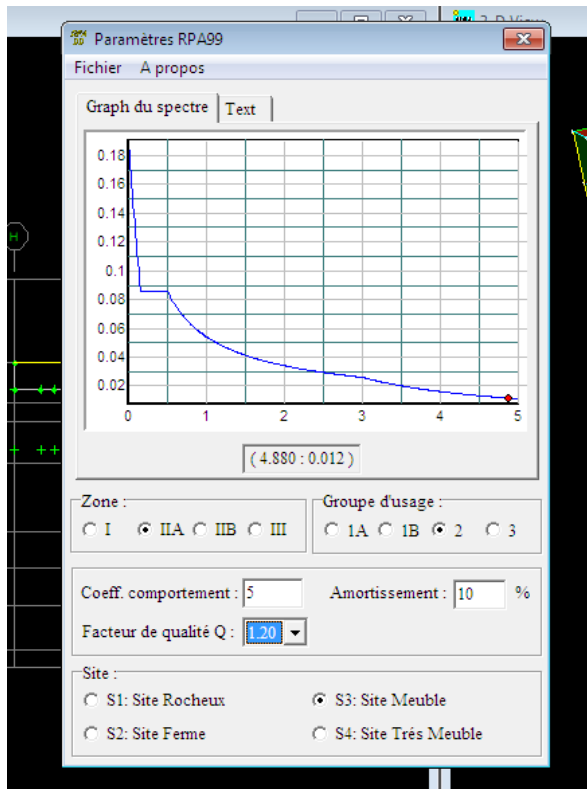 3-D View
Paramètres RPA99
Fichier A propos
Graph du spectre Text
0.18
0.16
0.14
0.12
0.1
0.08
0.06
0.04
0.02
0 1 2 3 4 5
( 4.880 : 0.012 )
Zone :
I IIA IIB III
Groupe d'usage :
1A 1B 2 3
Coeff. comportement : 5 Amortissement : 10 %
Facteur de qualité Q : 1.20
Site :
S1: Site Rocheux S3: Site Meuble
S2: Site Ferme S4: Site Trés Meuble
H